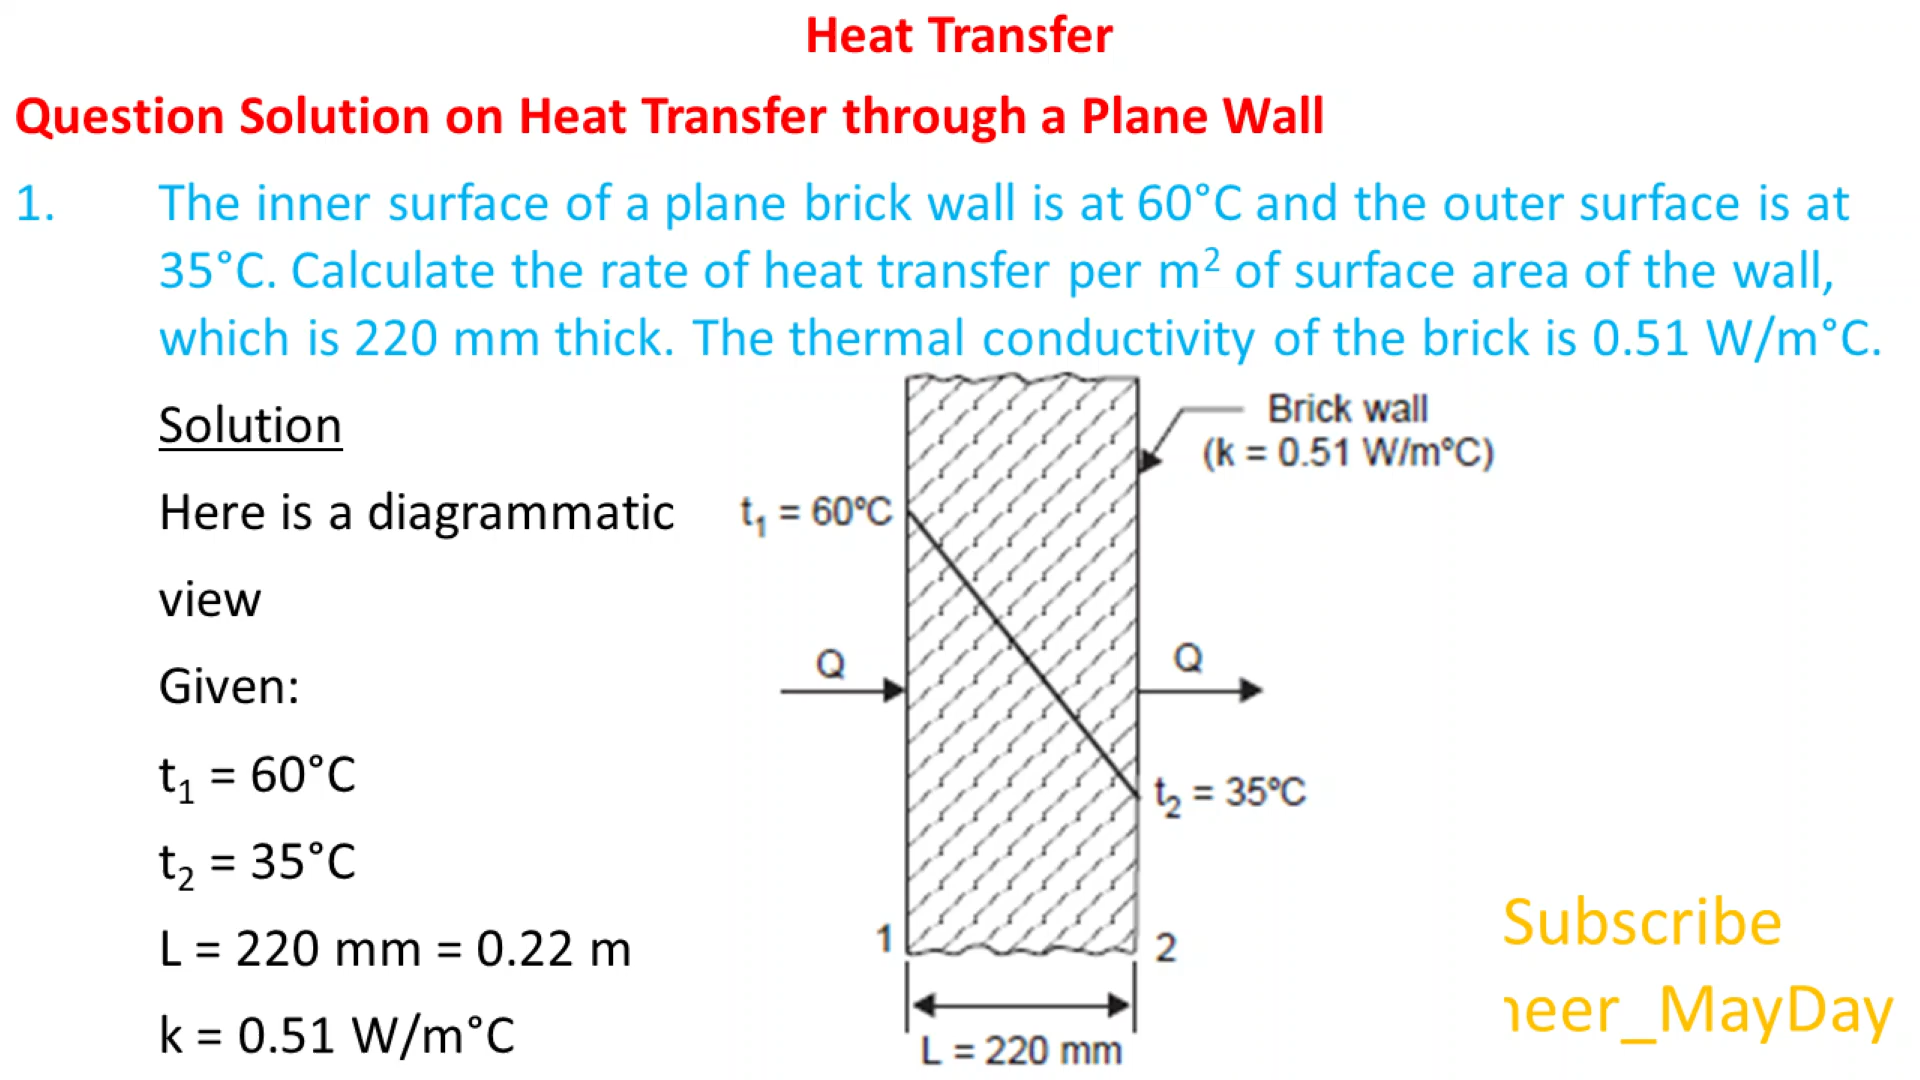 Heat Transfer
Question Solution on Heat Transfer through a Plane Wall
1. The inner surface of a plane brick wall is at 60°C and the outer surface is at
35°C. Calculate the rate of heat transfer per m² of surface area of the wall,
which is 220 mm thick. The thermal conductivity of the brick is 0.51 W/m°C.
Solution
Here is a diagrammatic
view
Given:
t₁ = 60°C
t₂ = 35°C
L = 220 mm = 0.22 m
k = 0.51 W/m°C
Brick wall
(k = 0.51 W/mºC)
t₁ = 60ºC
Q
Q
t₂ = 35ºC
1
2
L = 220 mm
Subscribe
neer_MayDay